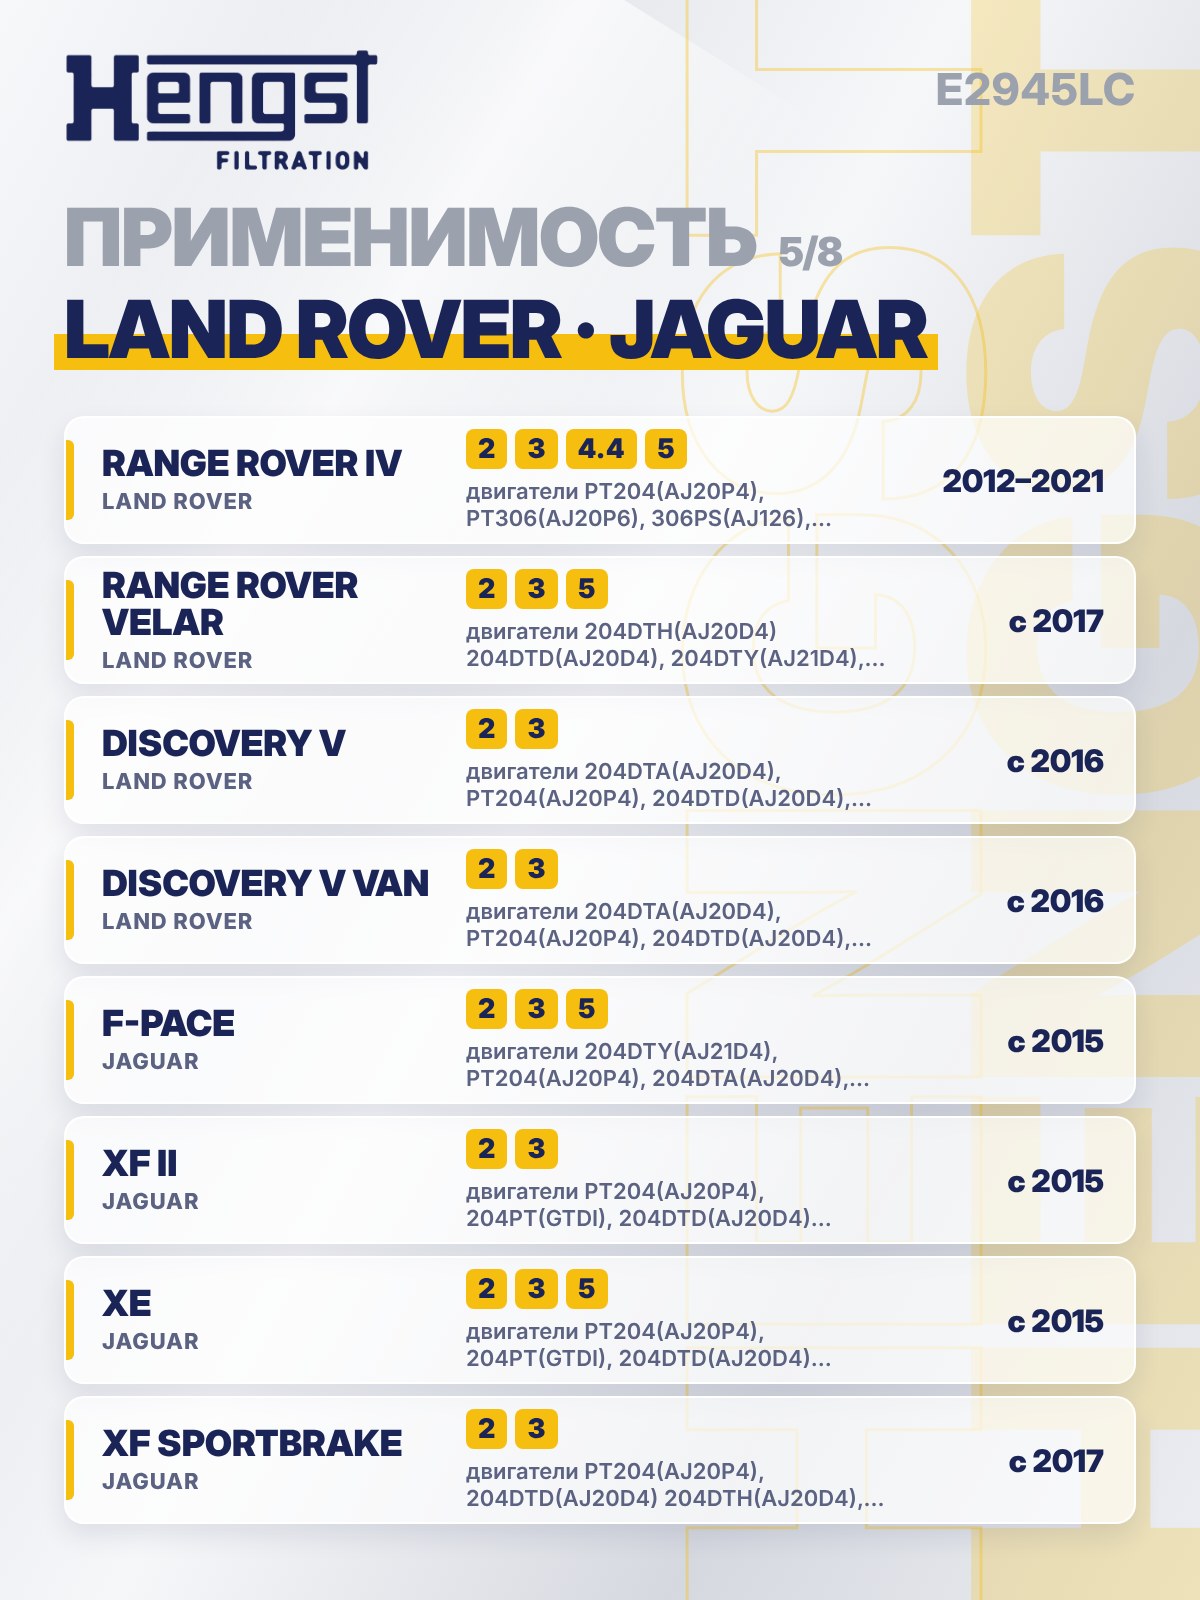 Hengst
FILTRATION
E2945LC
ПРИМЕНИМОСТЬ 5/8
LAND ROVER · JAGUAR
RANGE ROVER IV
LAND ROVER
2 3 4.4 5
двигатели PT204(AJ20P4),
PT306(AJ20P6), 306PS(AJ126),...
2012–2021
RANGE ROVER
VELAR
LAND ROVER
2 3 5
двигатели 204DTH(AJ20D4)
204DTD(AJ20D4), 204DTY(AJ21D4),...
с 2017
DISCOVERY V
LAND ROVER
2 3
двигатели 204DTA(AJ20D4),
PT204(AJ20P4), 204DTD(AJ20D4),...
с 2016
DISCOVERY V VAN
LAND ROVER
2 3
двигатели 204DTA(AJ20D4),
PT204(AJ20P4), 204DTD(AJ20D4),...
с 2016
F-PACE
JAGUAR
2 3 5
двигатели 204DTY(AJ21D4),
PT204(AJ20P4), 204DTA(AJ20D4),...
с 2015
XF II
JAGUAR
2 3
двигатели PT204(AJ20P4),
204PT(GTDI), 204DTD(AJ20D4)...
с 2015
XE
JAGUAR
2 3 5
двигатели PT204(AJ20P4),
204PT(GTDI), 204DTD(AJ20D4)...
с 2015
XF SPORTBRAKE
JAGUAR
2 3
двигатели PT204(AJ20P4),
204DTD(AJ20D4) 204DTH(AJ20D4),...
с 2017
HENGST
HENGST